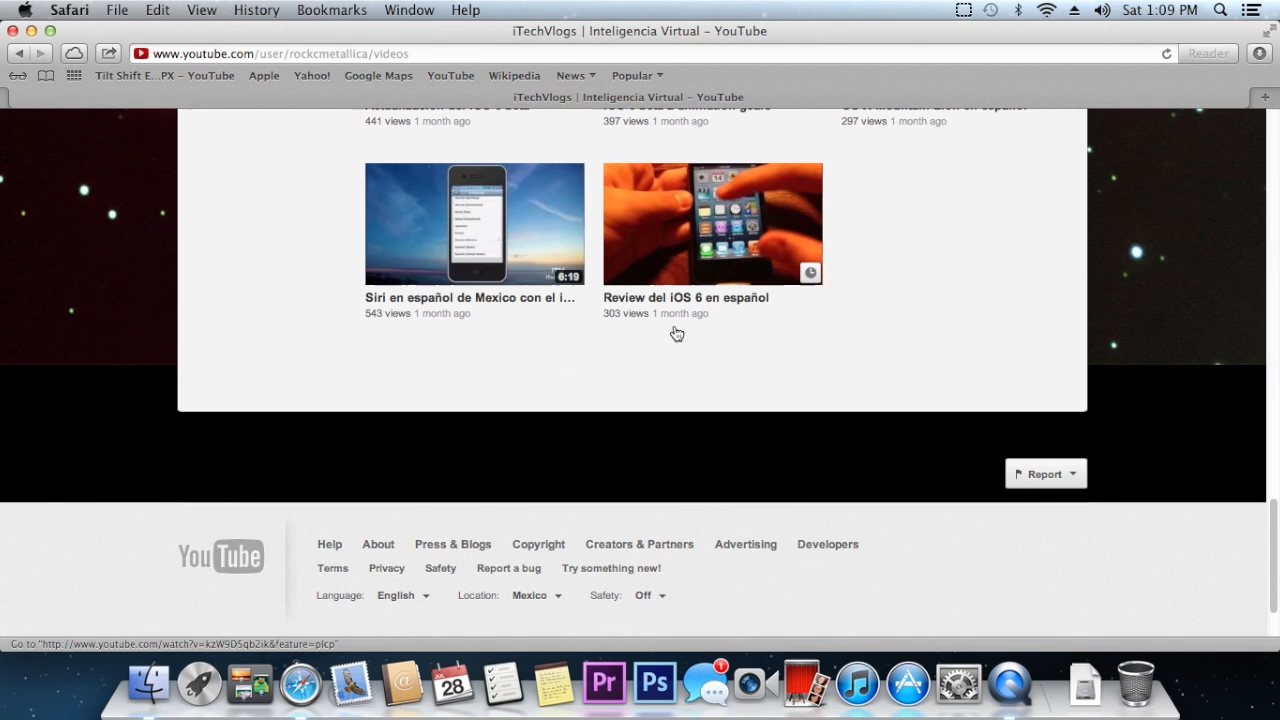 Safari File Edit View History Bookmarks Window Help Sat 1:09 PM
iTechVlogs | Inteligencia Virtual – YouTube
www.youtube.com/user/rockcmetallica/videos Reader
Tilt Shift E...PX – YouTube Apple Yahoo! Google Maps YouTube Wikipedia News Popular
iTechVlogs | Inteligencia Virtual – YouTube
441 views 1 month ago 397 views 1 month ago 297 views 1 month ago
6:19
Siri en español de Mexico con el i... Review del iOS 6 en español
543 views 1 month ago 303 views 1 month ago
Report
YouTube
Help About Press & Blogs Copyright Creators & Partners Advertising Developers
Terms Privacy Safety Report a bug Try something new!
Language: English Location: Mexico Safety: Off
Go to "http://www.youtube.com/watch?v=kzW9D5qb2ik&feature=plcp"
JUL 28 Pr Ps 1